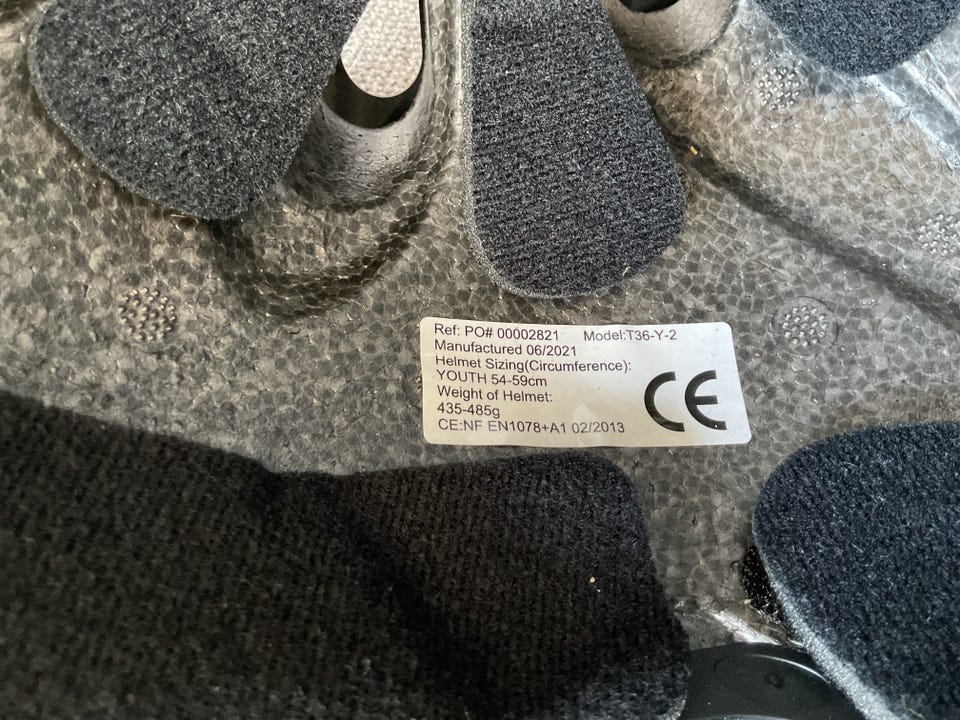 Ref: PO# 00002821 Model:T36-Y-2
Manufactured 06/2021
Helmet Sizing(Circumference):
YOUTH 54-59cm
Weight of Helmet:
435-485g
CE:NF EN1078+A1 02/2013
CE